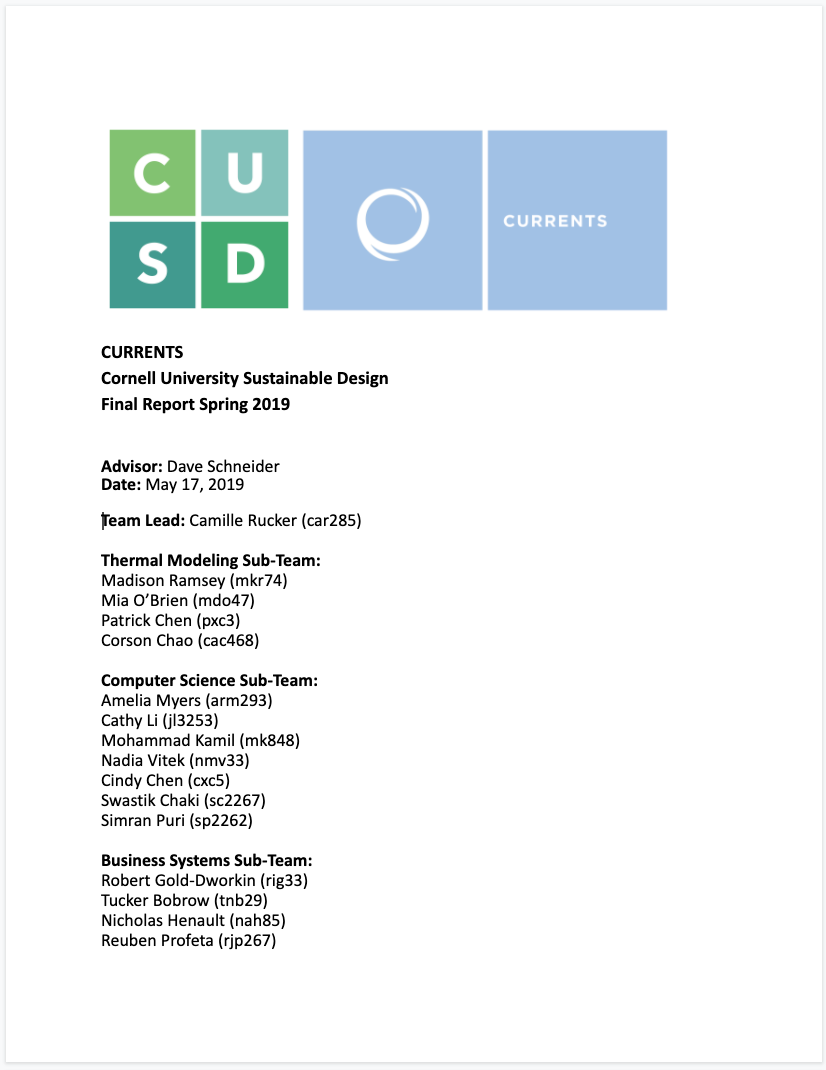 C U
S D
CURRENTS
CURRENTS
Cornell University Sustainable Design
Final Report Spring 2019
Advisor: Dave Schneider
Date: May 17, 2019
Team Lead: Camille Rucker (car285)
Thermal Modeling Sub-Team:
Madison Ramsey (mkr74)
Mia O’Brien (mdo47)
Patrick Chen (pxc3)
Corson Chao (cac468)
Computer Science Sub-Team:
Amelia Myers (arm293)
Cathy Li (jl3253)
Mohammad Kamil (mk848)
Nadia Vitek (nmv33)
Cindy Chen (cxc5)
Swastik Chaki (sc2267)
Simran Puri (sp2262)
Business Systems Sub-Team:
Robert Gold-Dworkin (rig33)
Tucker Bobrow (tnb29)
Nicholas Henault (nah85)
Reuben Profeta (rjp267)